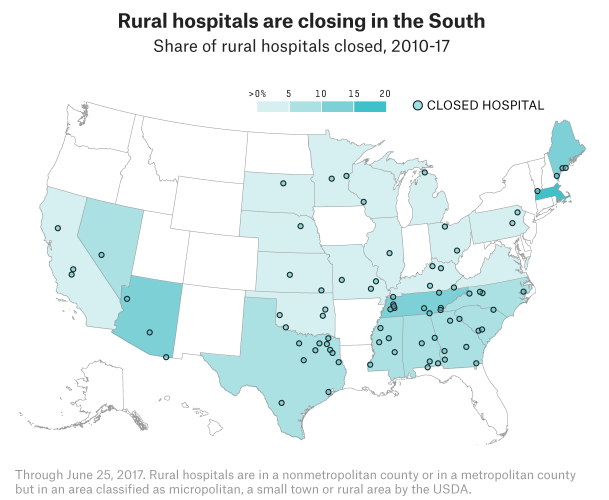 Rural hospitals are closing in the South
Share of rural hospitals closed, 2010-17
>0% 5 10 15 20
CLOSED HOSPITAL
Through June 25, 2017. Rural hospitals are in a nonmetropolitan county or in a metropolitan county
but in an area classified as micropolitan, a small town or rural area by the USDA.